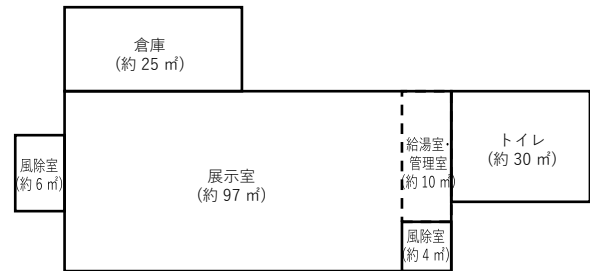 倉庫
(約 25 ㎡)
風除室
(約 6 ㎡)
展示室
(約 97 ㎡)
給湯室・
管理室
(約 10 ㎡)
風除室
(約 4 ㎡)
トイレ
(約 30 ㎡)